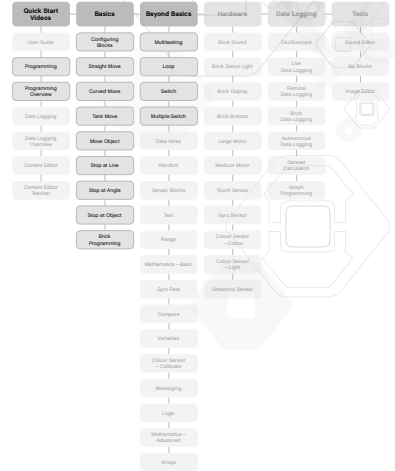 Quick Start
Videos
User Guide
Programming
Programming
Overview
Data Logging
Data Logging
Overview
Content Editor
Content Editor
Teacher
Basics
Configuring
Blocks
Straight Move
Curved Move
Tank Move
Move Object
Stop at Line
Stop at Angle
Stop at Object
Brick
Programming
Beyond Basics
Multitasking
Loop
Switch
Multiple Switch
Data Wires
Random
Sensor Blocks
Text
Range
Mathematics – Basic
Gyro Rate
Compare
Variables
Colour Sensor
– Calibrate
Messaging
Logic
Mathematics –
Advanced
Arrays
Hardware
Brick Sound
Brick Status Light
Brick Display
Brick Buttons
Large Motor
Medium Motor
Touch Sensor
Gyro Sensor
Colour Sensor
– Colour
Colour Sensor
– Light
Ultrasonic Sensor
Data Logging
Oscilloscope
Live
Data Logging
Remote
Data Logging
Brick
Data Logging
Autonomous
Data Logging
Dataset
Calculation
Graph
Programming
Tools
Sound Editor
My Blocks
Image Editor